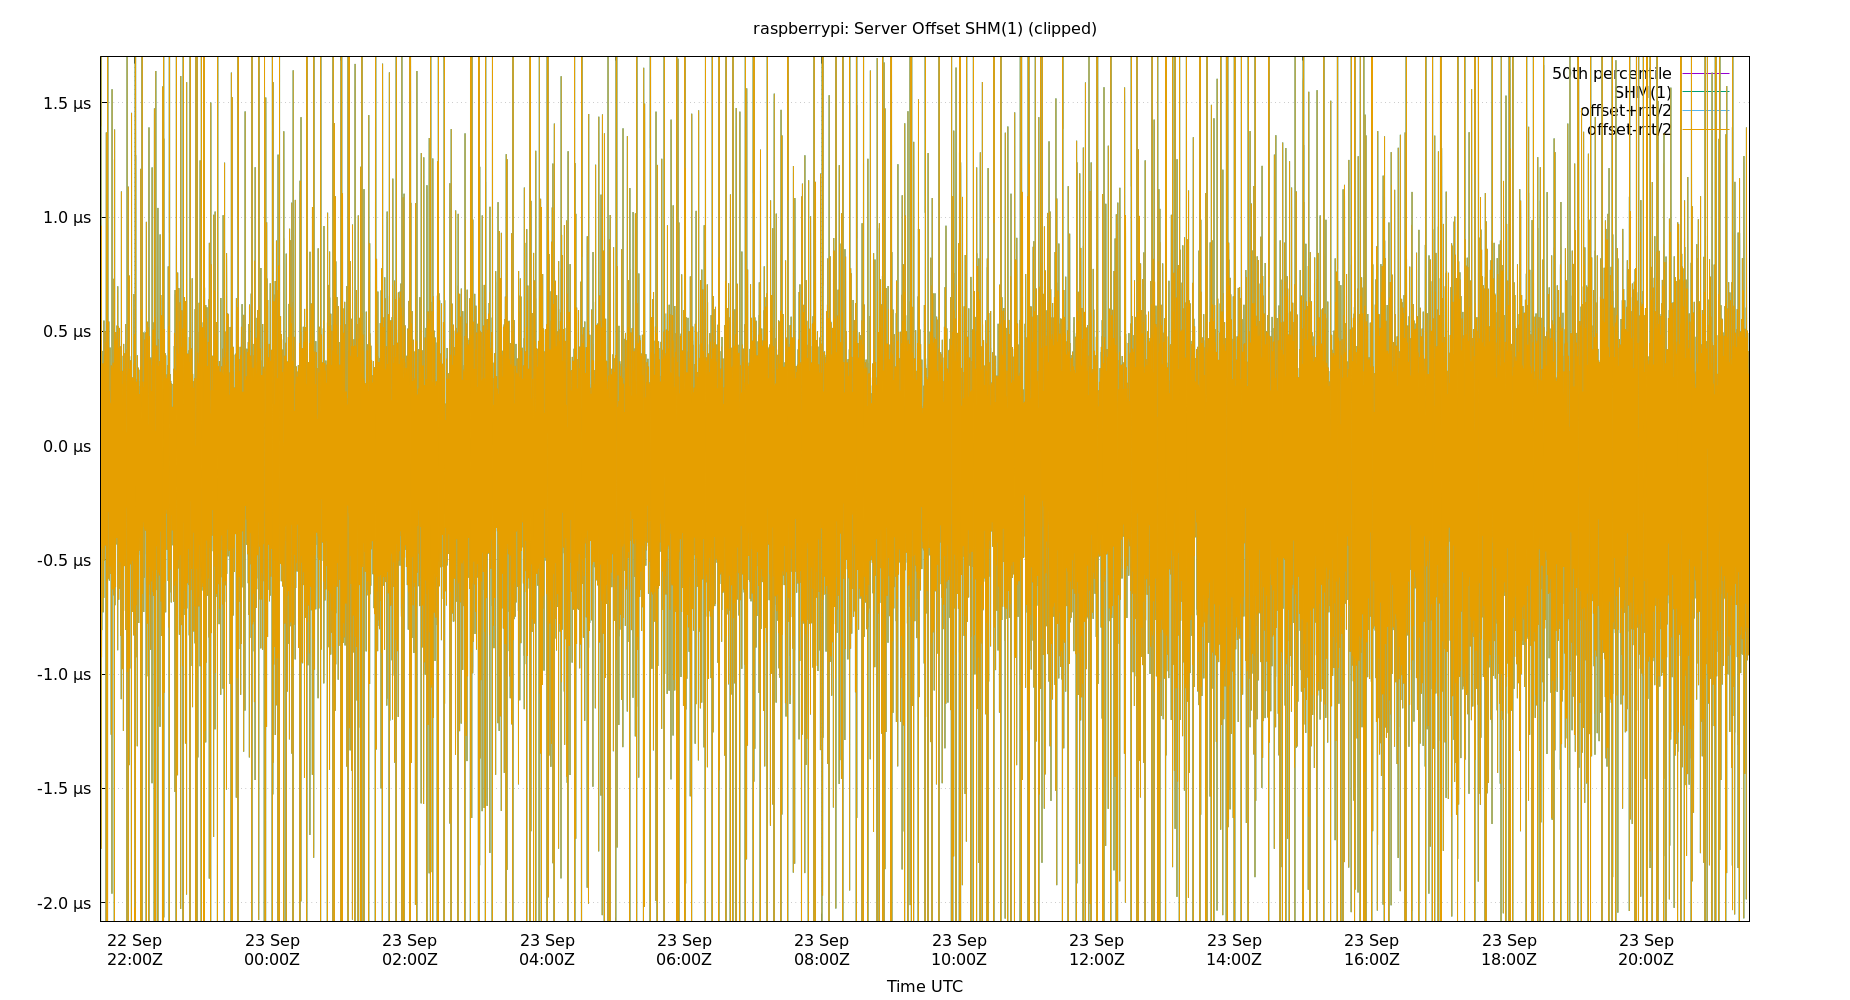 raspberrypi: Server Offset SHM(1) (clipped)
50th percentile
SHM(1)
offset+rtt/2
offset-rtt/2
1.5 µs
1.0 µs
0.5 µs
0.0 µs
-0.5 µs
-1.0 µs
-1.5 µs
-2.0 µs
22 Sep 23 Sep 23 Sep 23 Sep 23 Sep 23 Sep 23 Sep 23 Sep 23 Sep 23 Sep 23 Sep 23 Sep
22:00Z 00:00Z 02:00Z 04:00Z 06:00Z 08:00Z 10:00Z 12:00Z 14:00Z 16:00Z 18:00Z 20:00Z
Time UTC